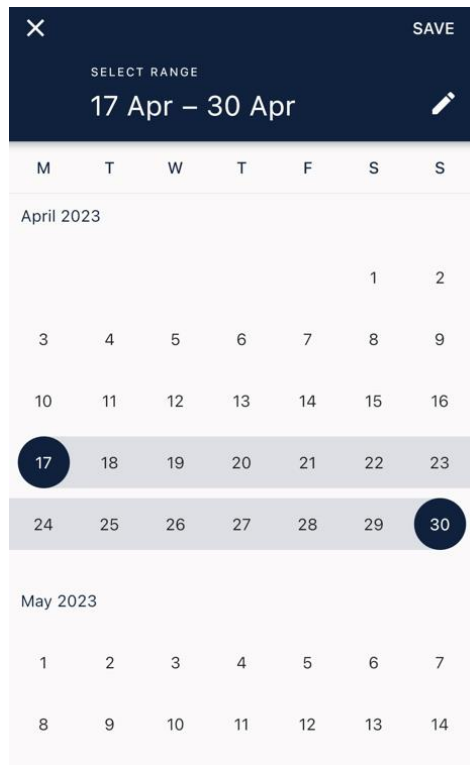 SAVE
SELECT RANGE
17 Apr – 30 Apr
M T W T F S S
April 2023
1 2
3 4 5 6 7 8 9
10 11 12 13 14 15 16
17 18 19 20 21 22 23
24 25 26 27 28 29 30
May 2023
1 2 3 4 5 6 7
8 9 10 11 12 13 14